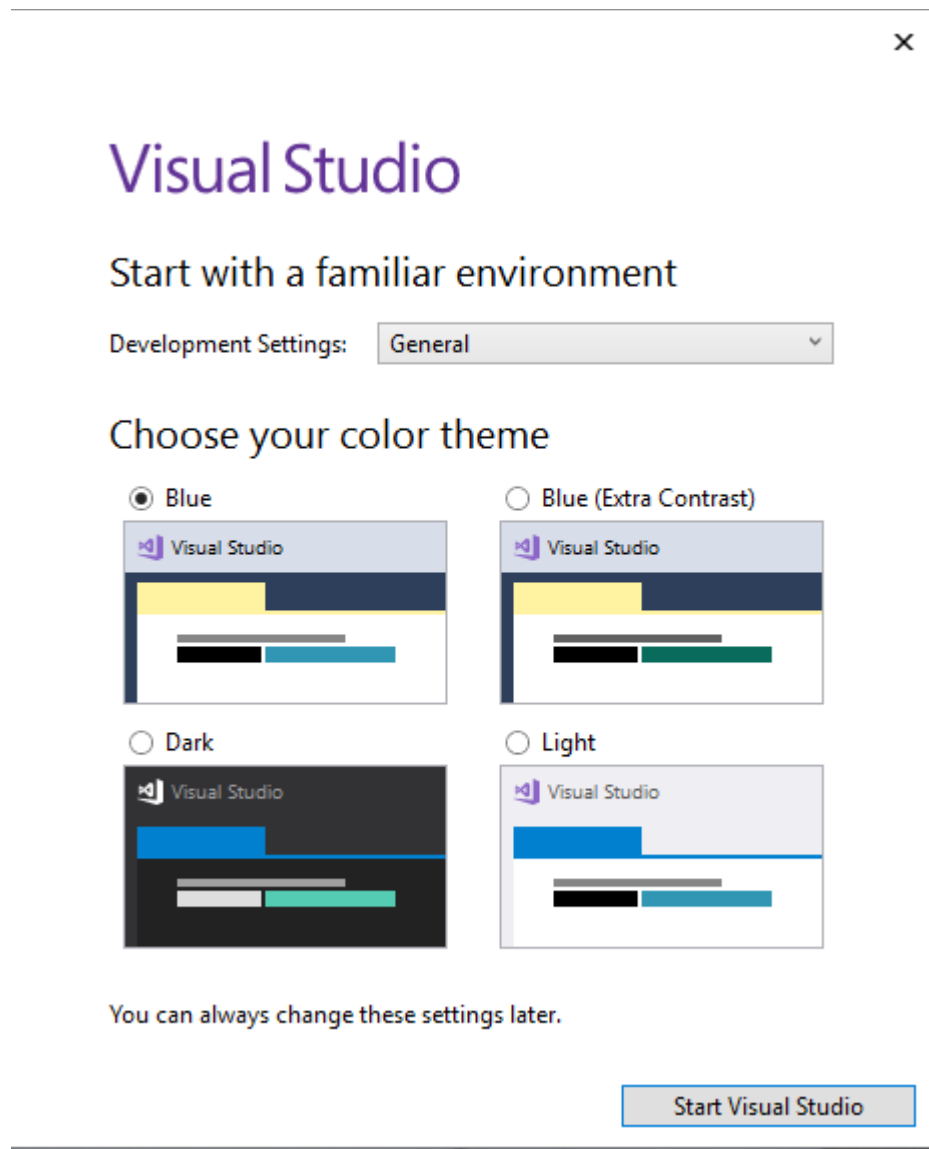 Visual Studio
Start with a familiar environment
Development Settings: General
Choose your color theme
Blue
Blue (Extra Contrast)
Visual Studio
Visual Studio
Dark
Light
Visual Studio
Visual Studio
You can always change these settings later.
Start Visual Studio